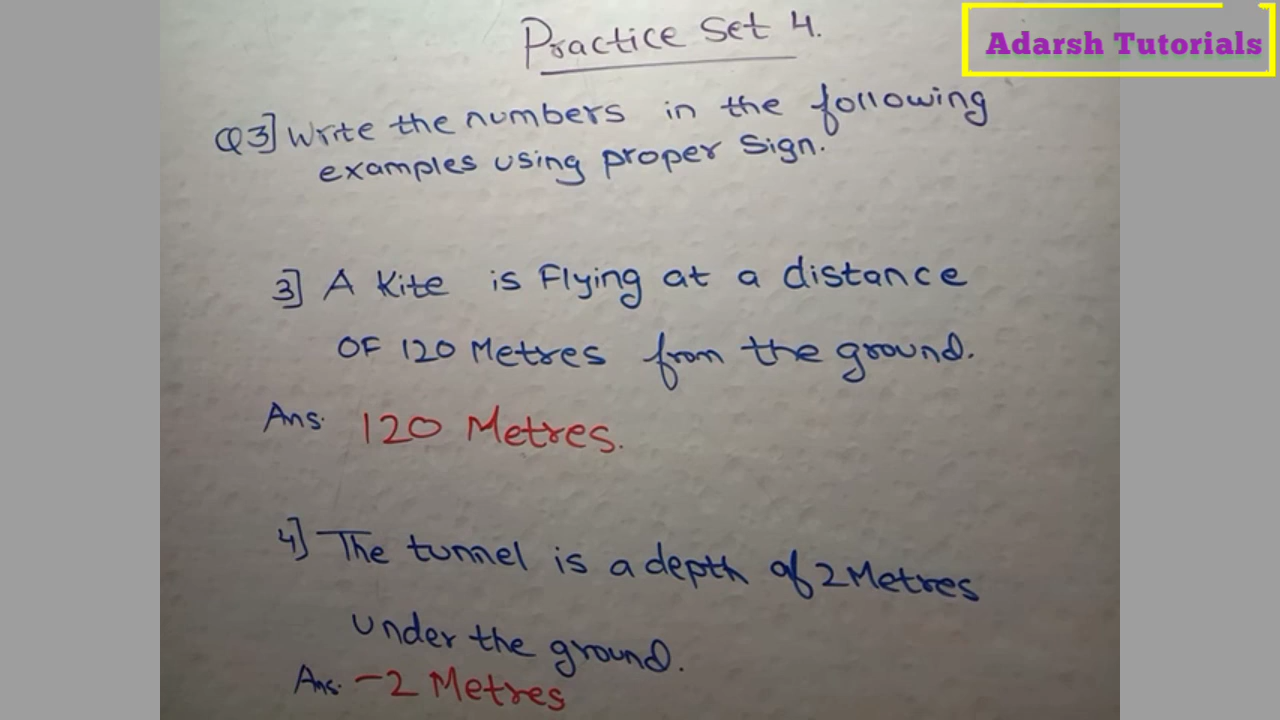 Practice Set 4.
Adarsh Tutorials
Q3] Write the numbers in the following
examples using proper Sign.
3] A Kite is Flying at a distance
OF 120 Metres from the ground.
Ans. 120 Metres.
4] The tunnel is a depth of 2 Metres
under the ground.
Ans. -2 Metres